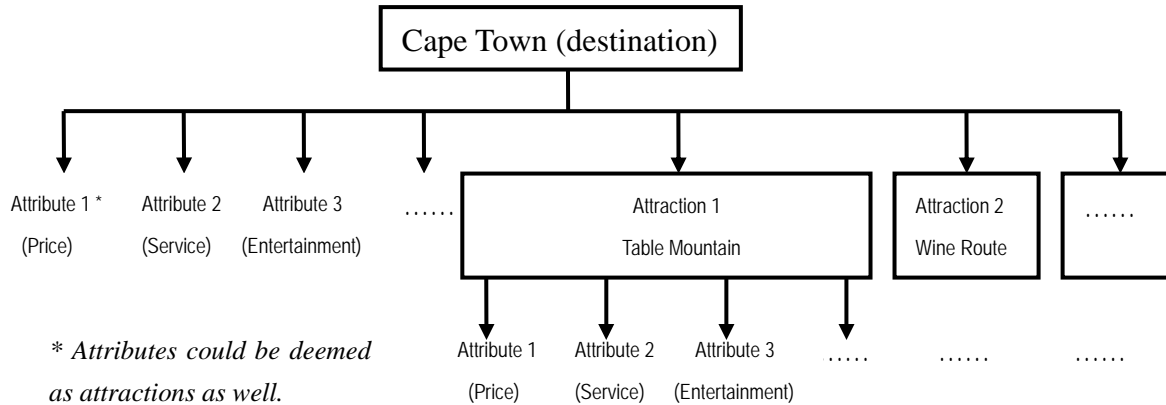 Cape Town (destination)
Attribute 1 *
(Price)
Attribute 2
(Service)
Attribute 3
(Entertainment)
......
Attraction 1
Table Mountain
Attraction 2
Wine Route
......
Attribute 1
(Price)
Attribute 2
(Service)
Attribute 3
(Entertainment)
......
......
......
* Attributes could be deemed
as attractions as well.